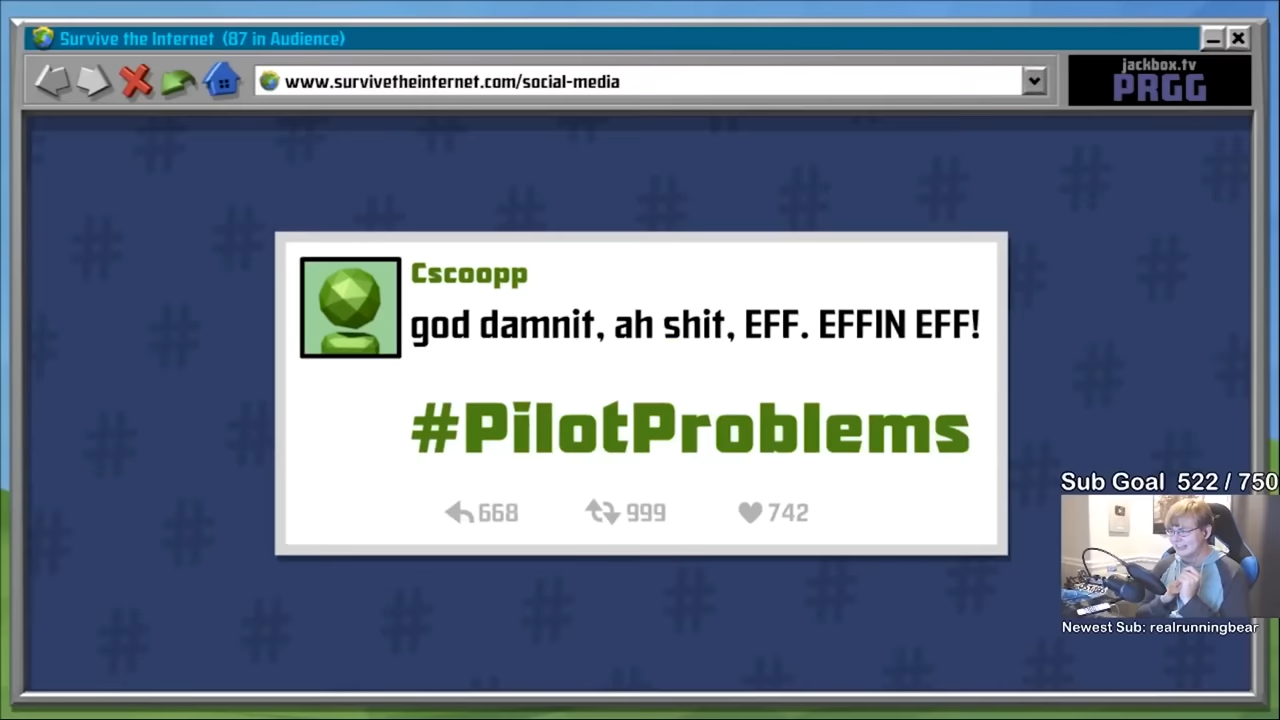 Survive the Internet (87 in Audience)
www.survivetheinternet.com/social-media
jackbox.tv
PRGG
Cscoopp
god damnit, ah shit, EFF. EFFIN EFF!
#PilotProblems
668 999 742
Sub Goal 522 / 750
Newest Sub: realrunningbear